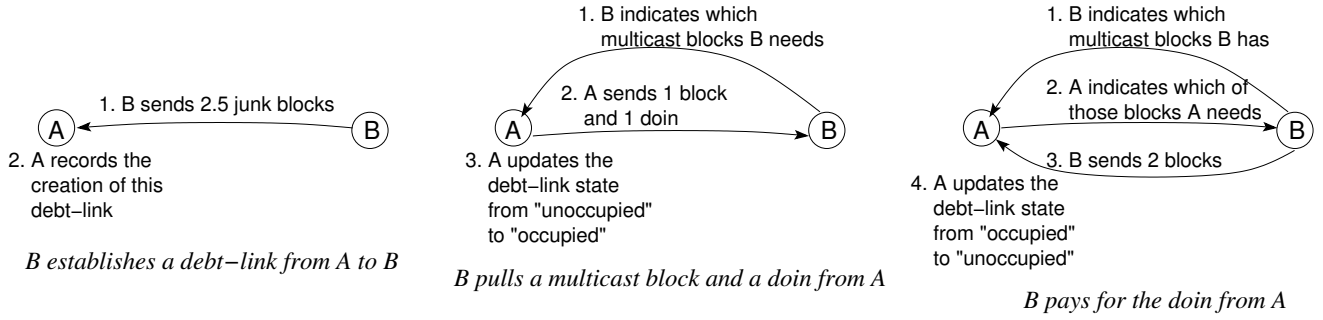 1. B sends 2.5 junk blocks
A
B
2. A records the
creation of this
debt−link
B establishes a debt−link from A to B
1. B indicates which
multicast blocks B needs
2. A sends 1 block
and 1 doin
A
B
3. A updates the
debt−link state
from "unoccupied"
to "occupied"
B pulls a multicast block and a doin from A
1. B indicates which
multicast blocks B has
2. A indicates which of
those blocks A needs
A
B
3. B sends 2 blocks
4. A updates the
debt−link state
from "occupied"
to "unoccupied"
B pays for the doin from A